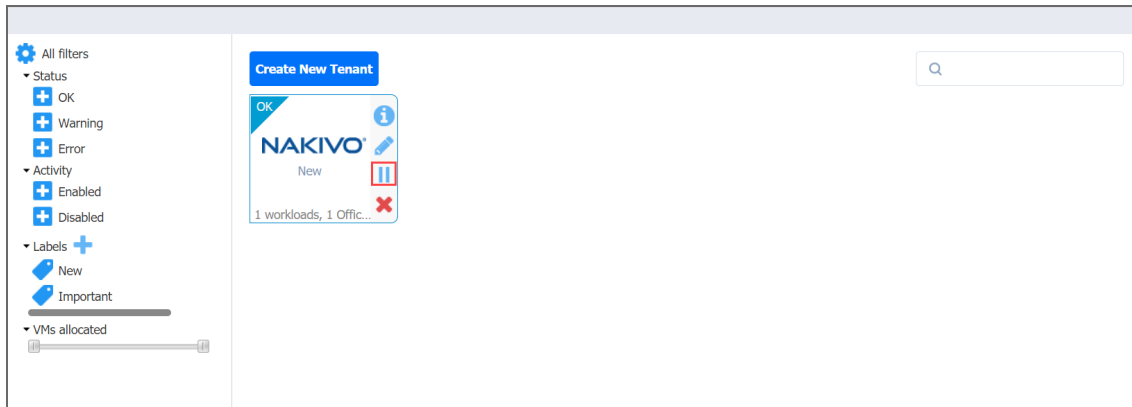 All filters
Status
OK
Warning
Error
Activity
Enabled
Disabled
Labels
New
Important
VMs allocated
Create New Tenant
OK
NAKIVO®
New
1 workloads, 1 Offic...